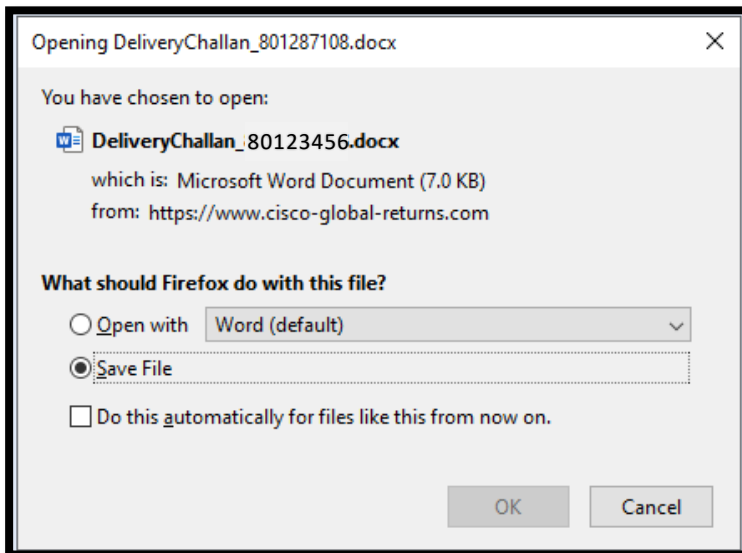 Opening DeliveryChallan_801287108.docx
You have chosen to open:
DeliveryChallan_80123456.docx
which is: Microsoft Word Document (7.0 KB)
from: https://www.cisco-global-returns.com
What should Firefox do with this file?
Open with Word (default)
Save File
Do this automatically for files like this from now on.
OK Cancel